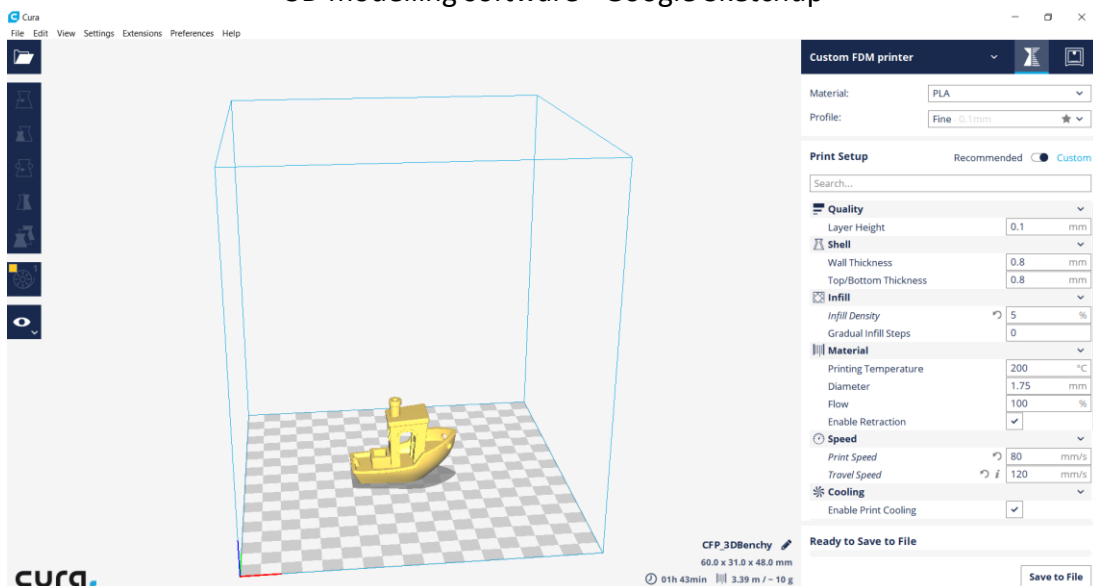 3D modelling software - Google Sketchup
Cura
File Edit View Settings Extensions Preferences Help
Custom FDM printer
Material: PLA
Profile: Fine - 0.1mm
Print Setup Recommended Custom
Search...
Quality
Layer Height 0.1 mm
Shell
Wall Thickness 0.8 mm
Top/Bottom Thickness 0.8 mm
Infill
Infill Density 5 %
Gradual Infill Steps 0
Material
Printing Temperature 200 °C
Diameter 1.75 mm
Flow 100 %
Enable Retraction
Speed
Print Speed 80 mm/s
Travel Speed i 120 mm/s
Cooling
Enable Print Cooling
1
CFP_3DBenchy
60.0 x 31.0 x 48.0 mm
01h 43min 3.39 m / ~ 10 g
Ready to Save to File
Save to File
cura.